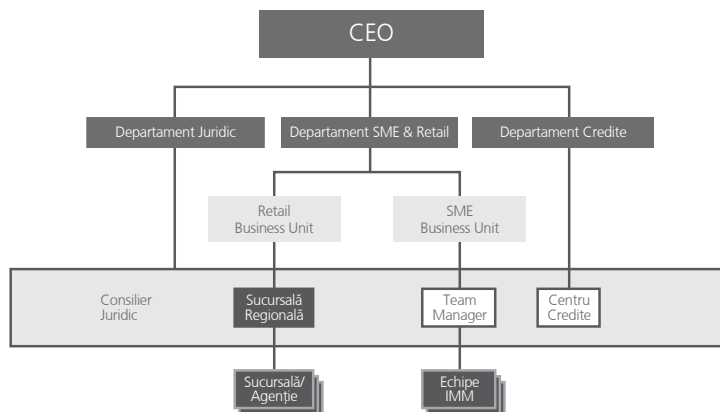 CEO
Departament Juridic
Departament SME & Retail
Departament Credite
Retail
Business Unit
SME
Business Unit
Consilier
Juridic
Sucursală
Regională
Team
Manager
Centru
Credite
Sucursală/
Agenție
Echipe
IMM